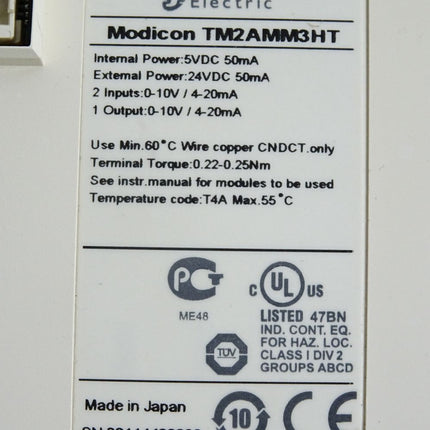 Electric
Modicon TM2AMM3HT
Internal Power:5VDC 50mA
External Power:24VDC 50mA
2 Inputs:0-10V / 4-20mA
1 Output:0-10V / 4-20mA
Use Min.60°C Wire copper CNDCT.only
Terminal Torque:0.22-0.25Nm
See instr.manual for modules to be used
Temperature code:T4A Max.55°C
PG
ME48
C UL US
LISTED 47BN
IND. CONT. EQ.
FOR HAZ. LOC.
CLASS I DIV 2
GROUPS ABCD
TÜV
Made in Japan
10
CE